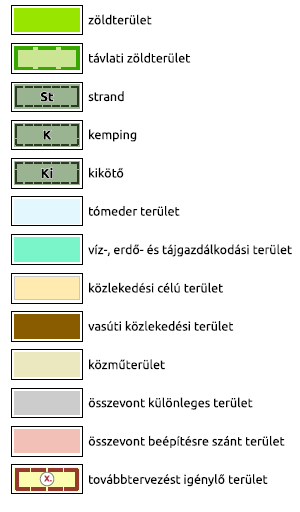 zöldterület
távlati zöldterület
St strand
K kemping
Ki kikötő
tómeder terület
víz-, erdő- és tájgazdálkodási terület
közlekedési célú terület
vasúti közlekedési terület
közműterület
összevont különleges terület
összevont beépítésre szánt terület
X. továbbtervezést igénylő terület